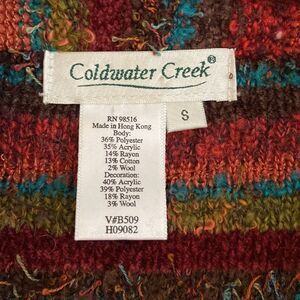 Coldwater Creek®
S
RN 98516
Made in Hong Kong
Body:
36% Polyester
35% Acrylic
14% Rayon
13% Cotton
2% Wool
Decoration:
40% Acrylic
39% Polyester
18% Rayon
3% Wool
V#B509
H09082